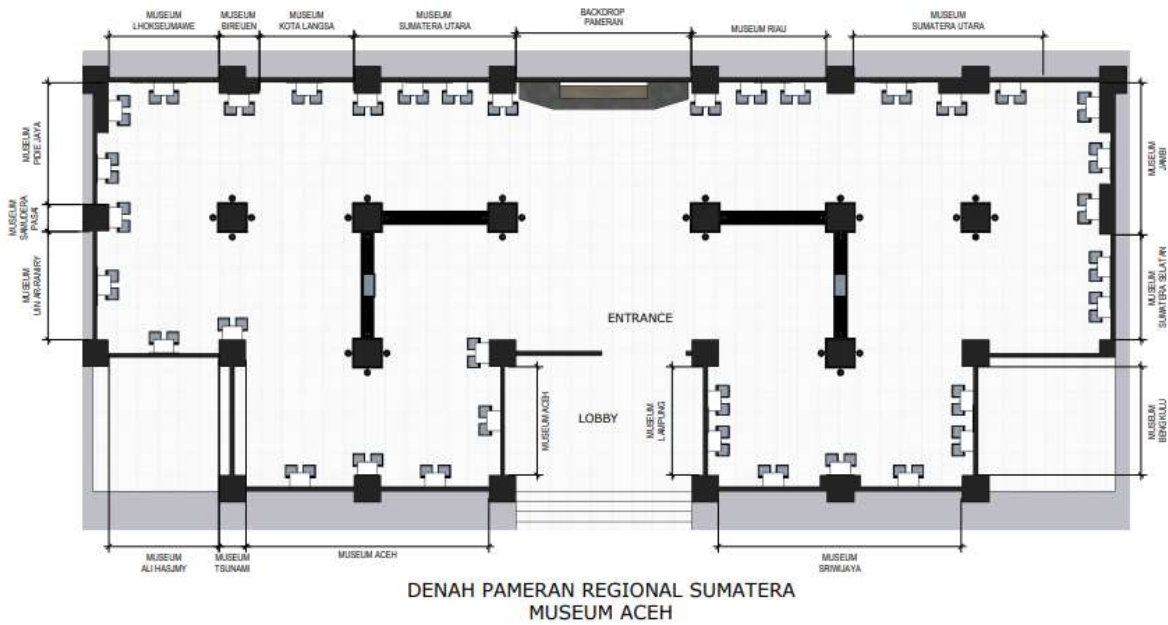 MUSEUM
LHOKSEUMAWE
MUSEUM
BIREUEN
MUSEUM
KOTA LANGSA
MUSEUM
SUMATERA UTARA
BACKDROP
PAMERAN
MUSEUM RIAU
MUSEUM
SUMATERA UTARA
MUSEUM
PIDIE JAYA
MUSEUM
SAMUDERA
PASAI
MUSEUM
UIN AR-RANIRY
MUSEUM
JAMBI
MUSEUM
SUMATERA SELATAN
MUSEUM
BENGKULU
ENTRANCE
LOBBY
MUSEUM ACEH
MUSEUM
LAMPUNG
MUSEUM
ALI HASJMY
MUSEUM
TSUNAMI
MUSEUM ACEH
MUSEUM
SRIWIJAYA
DENAH PAMERAN REGIONAL SUMATERA
MUSEUM ACEH